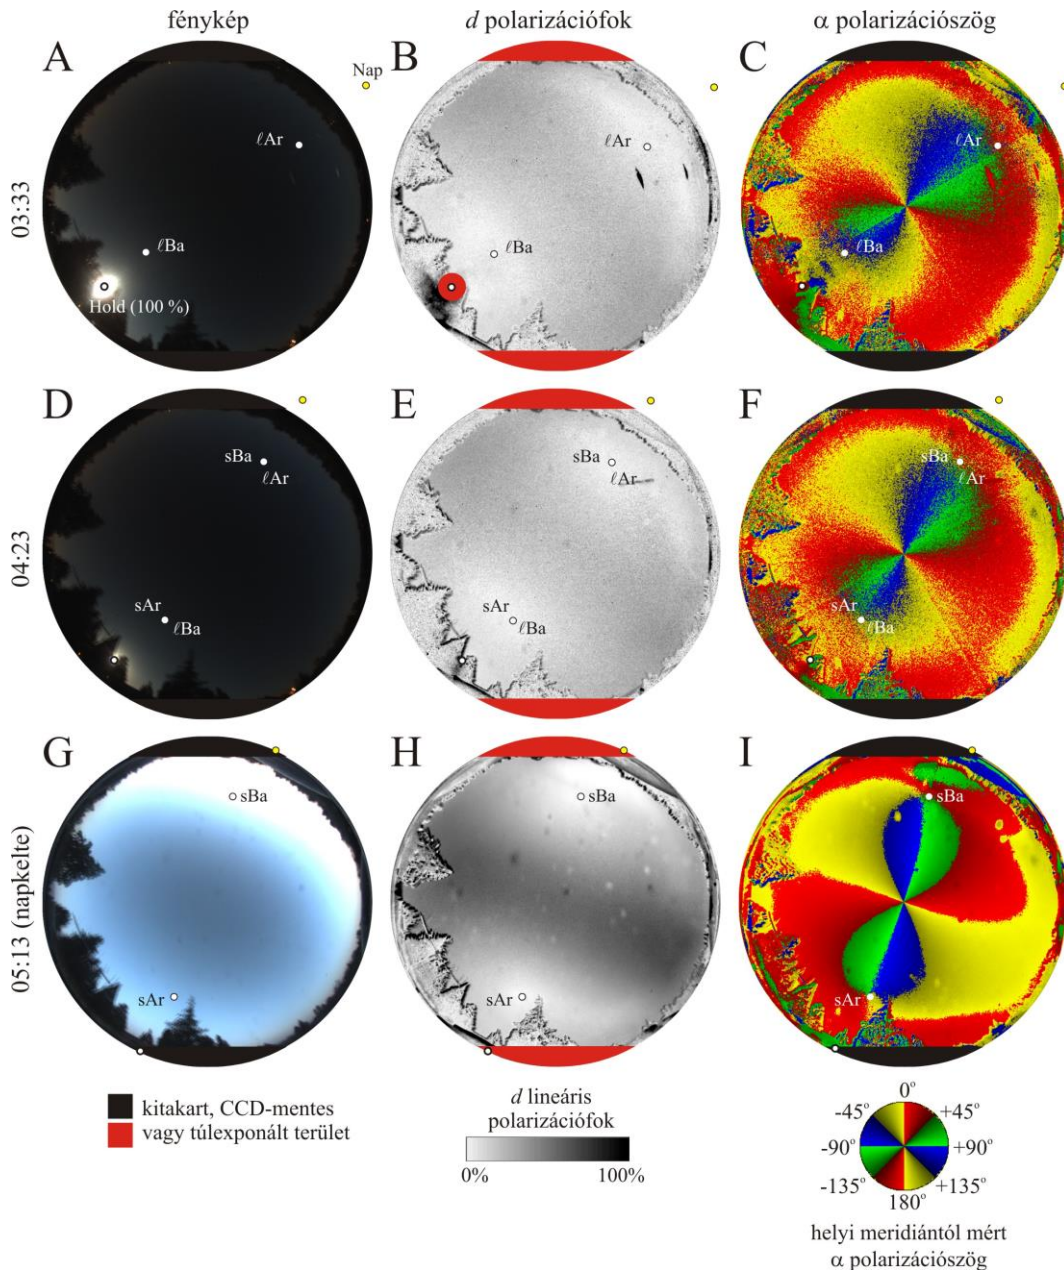 fénykép
d polarizációfok
α polarizációszög
A
Nap
B
C
ℓAr
ℓAr
ℓAr
03:33
ℓBa
ℓBa
ℓBa
Hold (100 %)
D
E
F
sBa
ℓAr
sBa
ℓAr
sBa
ℓAr
04:23
sAr
ℓBa
sAr
ℓBa
sAr
ℓBa
G
H
I
sBa
sBa
sBa
05:13 (napkelte)
sAr
sAr
sAr
kitakart, CCD-mentes
vagy túlexponált terület
d lineáris
polarizációfok
0%
100%
0°
-45°
+45°
-90°
+90°
-135°
+135°
180°
helyi meridiántól mért
α polarizációszög